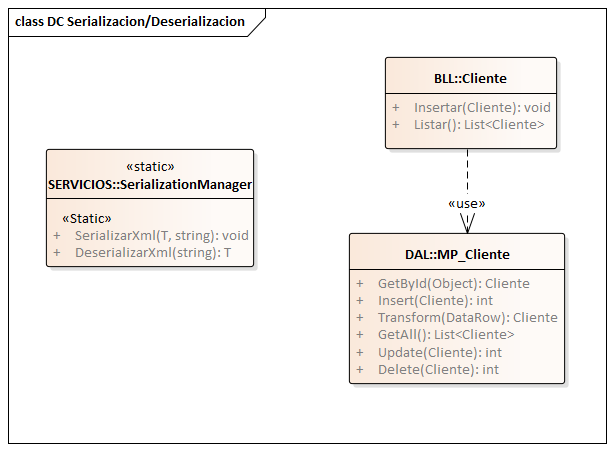 class DC Serializacion/Deserializacion
BLL::Cliente
+ Insertar(Cliente): void
+ Listar(): List<Cliente>
«static»
SERVICIOS::SerializationManager
«Static»
+ SerializarXml(T, string): void
+ DeserializarXml(string): T
«use»
DAL::MP_Cliente
+ GetById(Object): Cliente
+ Insert(Cliente): int
+ Transform(DataRow): Cliente
+ GetAll(): List<Cliente>
+ Update(Cliente): int
+ Delete(Cliente): int